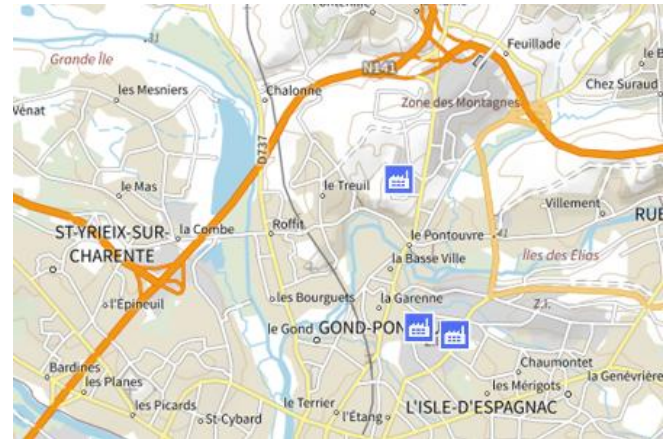 Grande Île
31
Feuillade
N141
les Mesniers
Chalonne
Chez Suraud
Zone des Montagnes
D737
le Mas
le Treuil
Villement
ST-YRIEIX-SUR-
CHARENTE
la Combe
Roffit
le Pontouvre
41
Îles des Elias
la Basse Ville
l'Épineuil
les Bourguets
la Garenne
Z.I.
le Gond
GOND-PON
Bardines
les Planes
Chaumontet
la Genévrière
les Mérigots
les Picards
St-Cybard
le Terrier
l'Étang
L'ISLE-D'ESPAGNAC